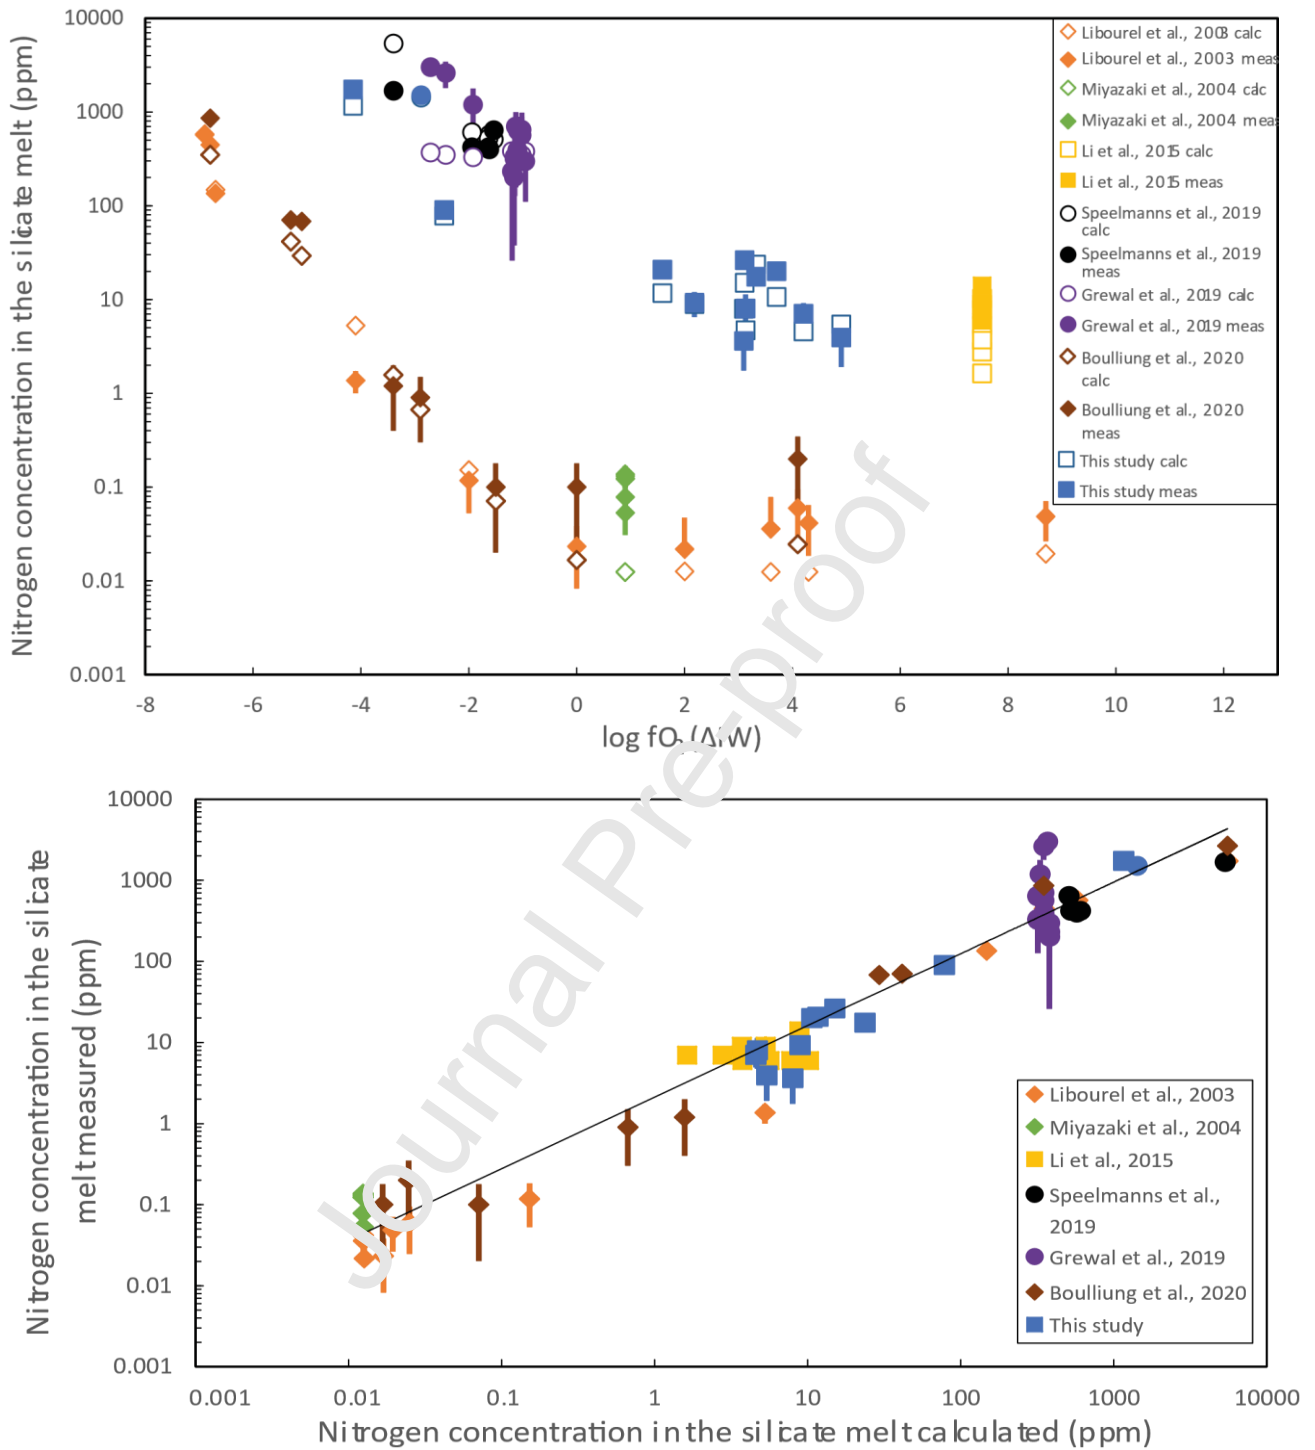 10000
1000
100
10
1
0.1
0.01
0.001
Nitrogen concentration in the silicate melt (ppm)
-8 -6 -4 -2 0 2 4 6 8 10 12
log fO₂ (ΔIW)
Libourel et al., 2003 calc
Libourel et al., 2003 meas
Miyazaki et al., 2004 calc
Miyazaki et al., 2004 meas
Li et al., 2015 calc
Li et al., 2015 meas
Speelmanns et al., 2019
calc
Speelmanns et al., 2019
meas
Grewal et al., 2019 calc
Grewal et al., 2019 meas
Boulliung et al., 2020
calc
Boulliung et al., 2020
meas
This study calc
This study meas
Journal Pre-proof
10000
1000
100
10
1
0.1
0.01
0.001
Nitrogen concentration in the silicate
melt measured (ppm)
0.001 0.01 0.1 1 10 100 1000 10000
Nitrogen concentration in the silicate melt calculated (ppm)
Libourel et al., 2003
Miyazaki et al., 2004
Li et al., 2015
Speelmanns et al.,
2019
Grewal et al., 2019
Boulliung et al., 2020
This study